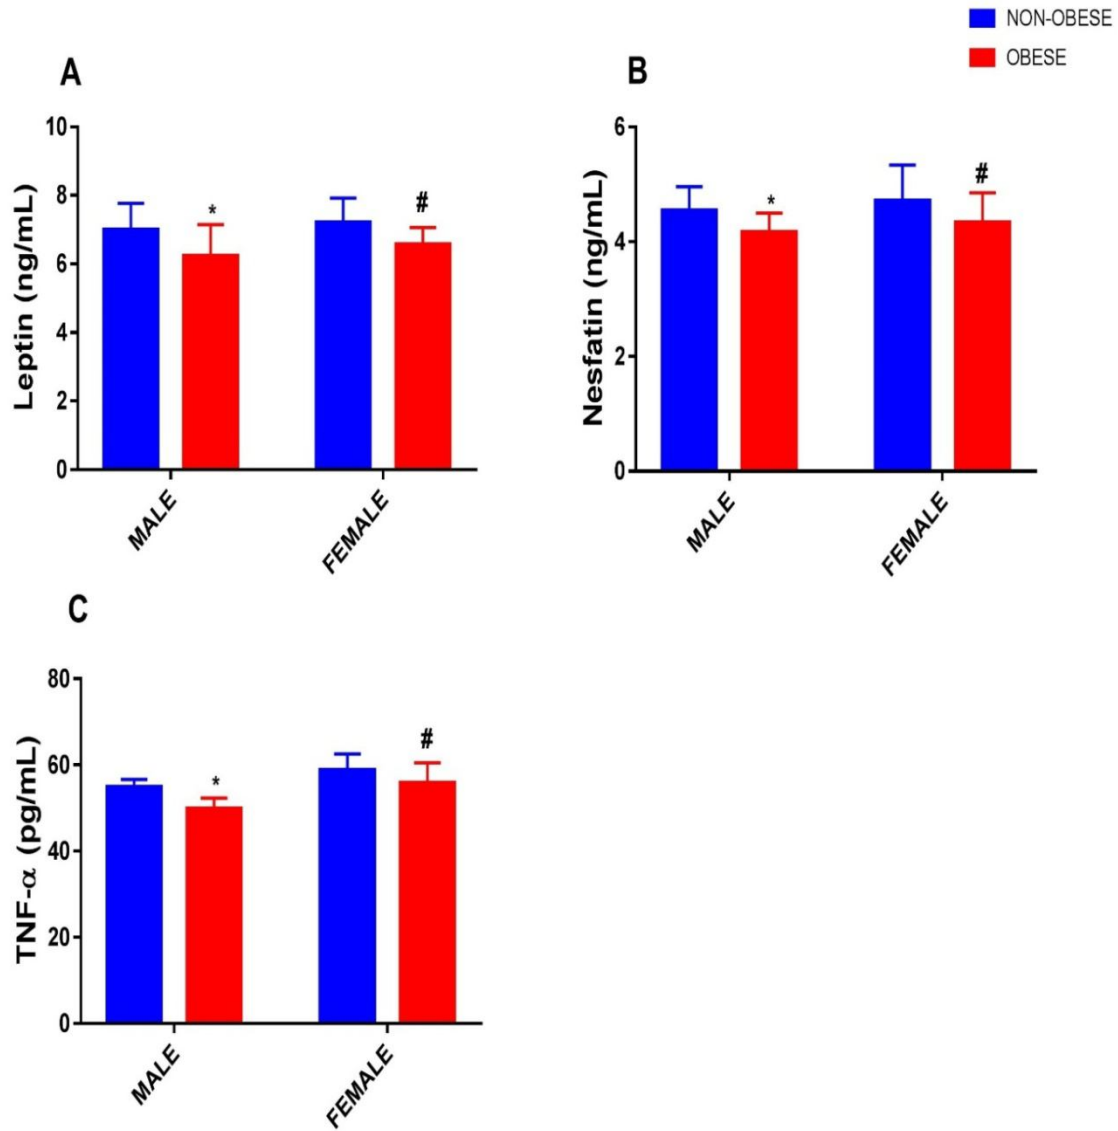 NON-OBESE
OBESE
A
10
8
6
4
2
0
Leptin (ng/mL)
*
#
MALE
FEMALE
B
6
4
2
0
Nesfatin (ng/mL)
*
#
MALE
FEMALE
C
80
60
40
20
0
TNF-α (pg/mL)
*
#
MALE
FEMALE